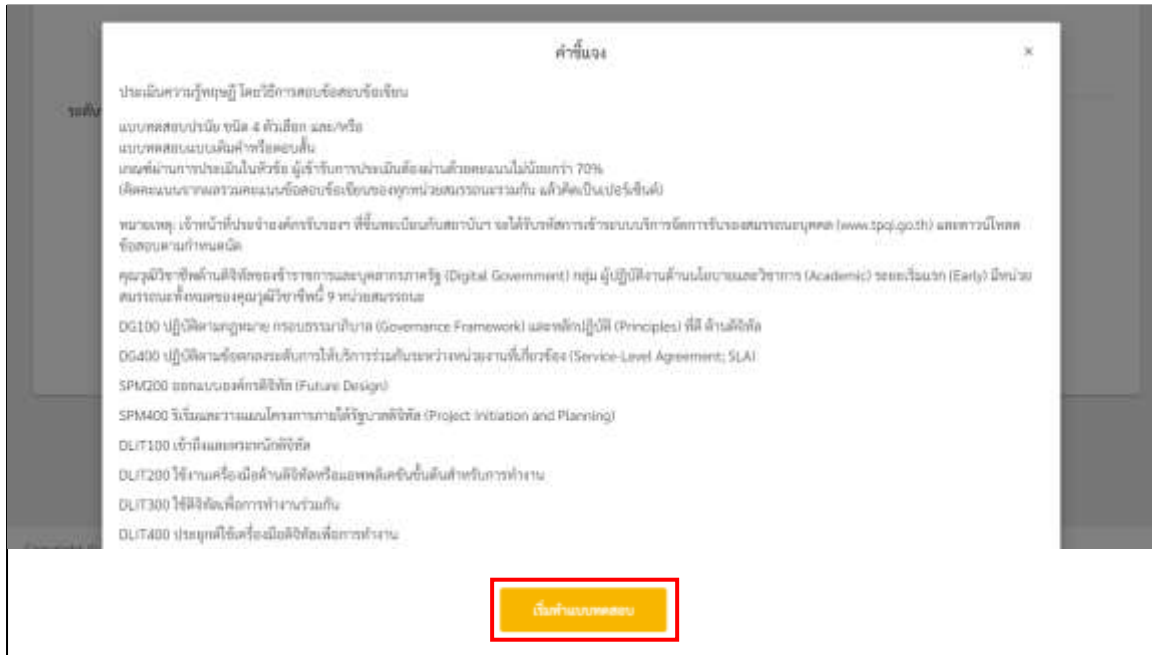 คำชี้แจง
×
ประเมินความรู้ทฤษฎี โดยวิธีการสอบข้อสอบข้อเขียน
ระดับ
แบบทดสอบปรนัย ชนิด 4 ตัวเลือก และ/หรือ
แบบทดสอบแบบเติมคำหรือตอบสั้น
เกณฑ์ผ่านการประเมินในหัวข้อ ผู้เข้ารับการประเมินต้องผ่านด้วยคะแนนไม่น้อยกว่า 70%
(คิดคะแนนจากผลรวมคะแนนข้อสอบข้อเขียนของทุกหน่วยสมรรถนะรวมกัน แล้วคิดเป็นเปอร์เซ็นต์)
หมายเหตุ: เจ้าหน้าที่ประจำองค์กรรับรองฯ ที่ขึ้นทะเบียนกับสถาบันฯ จะได้รับรหัสการเข้าระบบบริการจัดการรับรองสมรรถนะบุคคล (www.tpqi.go.th) และดาวน์โหลด
ข้อสอบตามกำหนดนัด
คุณวุฒิวิชาชีพด้านดิจิทัลของข้าราชการและบุคลากรภาครัฐ (Digital Government) กลุ่ม ผู้ปฏิบัติงานด้านนโยบายและวิชาการ (Academic) ระยะเริ่มแรก (Early) มีหน่วย
สมรรถนะทั้งหมดของคุณวุฒิวิชาชีพนี้ 9 หน่วยสมรรถนะ
DG100 ปฏิบัติตามกฎหมาย กรอบธรรมาภิบาล (Governance Framework) และหลักปฏิบัติ (Principles) ที่ดี ด้านดิจิทัล
DG400 ปฏิบัติตามข้อตกลงระดับการให้บริการร่วมกันระหว่างหน่วยงานที่เกี่ยวข้อง (Service-Level Agreement; SLA)
SPM200 ออกแบบองค์กรดิจิทัล (Future Design)
SPM400 ริเริ่มและวางแผนโครงการภายใต้รัฐบาลดิจิทัล (Project Initiation and Planning)
DLIT100 เข้าถึงและตระหนักดิจิทัล
DLIT200 ใช้งานเครื่องมือด้านดิจิทัลหรือแอพพลิเคชันขั้นต้นสำหรับการทำงาน
DLIT300 ใช้ดิจิทัลเพื่อการทำงานร่วมกัน
DLIT400 ประยุกต์ใช้เครื่องมือดิจิทัลเพื่อการทำงาน
เริ่มทำแบบทดสอบ